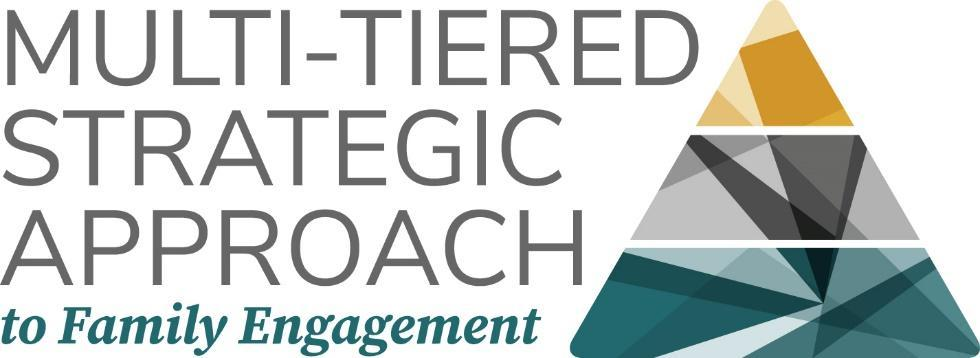 MULTI-TIERED
STRATEGIC
APPROACH
to Family Engagement